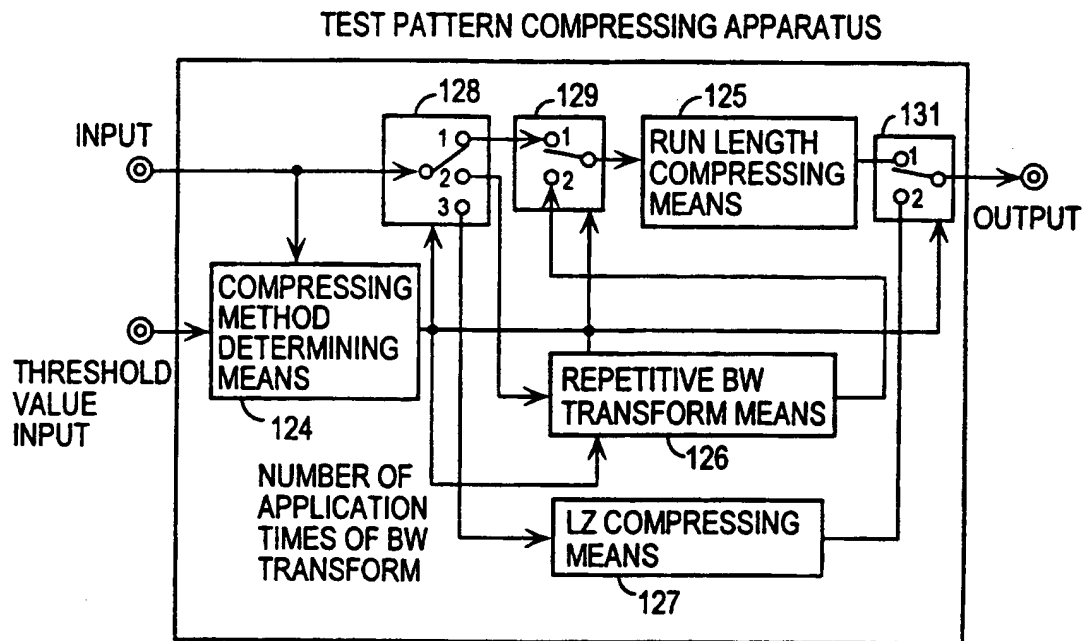 TEST PATTERN COMPRESSING APPARATUS
INPUT
128
129
125
131
1
2
3
1
2
RUN LENGTH
COMPRESSING
MEANS
1
2
OUTPUT
COMPRESSING
METHOD
DETERMINING
MEANS
THRESHOLD
VALUE
INPUT
124
REPETITIVE BW
TRANSFORM MEANS
126
NUMBER OF
APPLICATION
TIMES OF BW
TRANSFORM
LZ COMPRESSING
MEANS
127